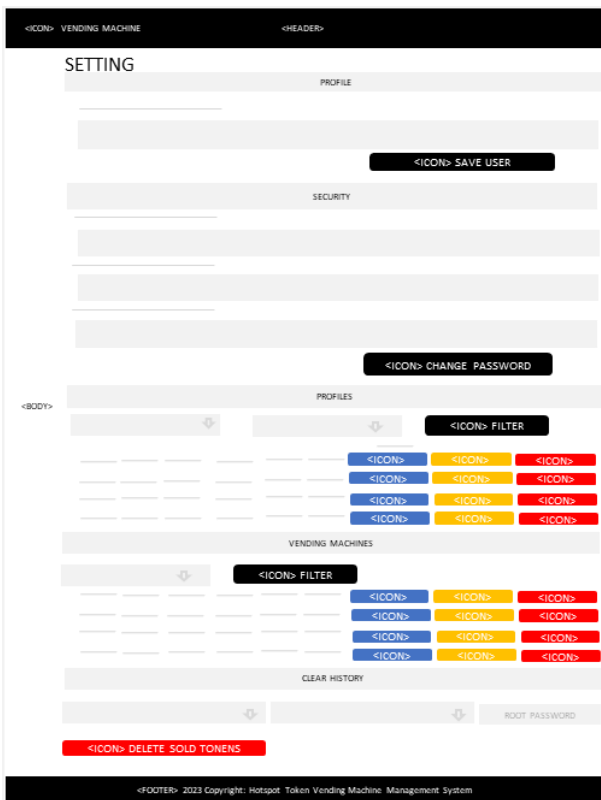 <ICON> VENDING MACHINE <HEADER>
SETTING
PROFILE
<ICON> SAVE USER
SECURITY
<ICON> CHANGE PASSWORD
PROFILES
<BODY>
<ICON> FILTER
<ICON> <ICON> <ICON>
<ICON> <ICON> <ICON>
<ICON> <ICON> <ICON>
<ICON> <ICON> <ICON>
VENDING MACHINES
<ICON> FILTER
<ICON> <ICON> <ICON>
<ICON> <ICON> <ICON>
<ICON> <ICON> <ICON>
<ICON> <ICON> <ICON>
CLEAR HISTORY
ROOT PASSWORD
<ICON> DELETE SOLD TONENS
<FOOTER> 2023 Copyright: Hotspot Token Vending Machine Management System